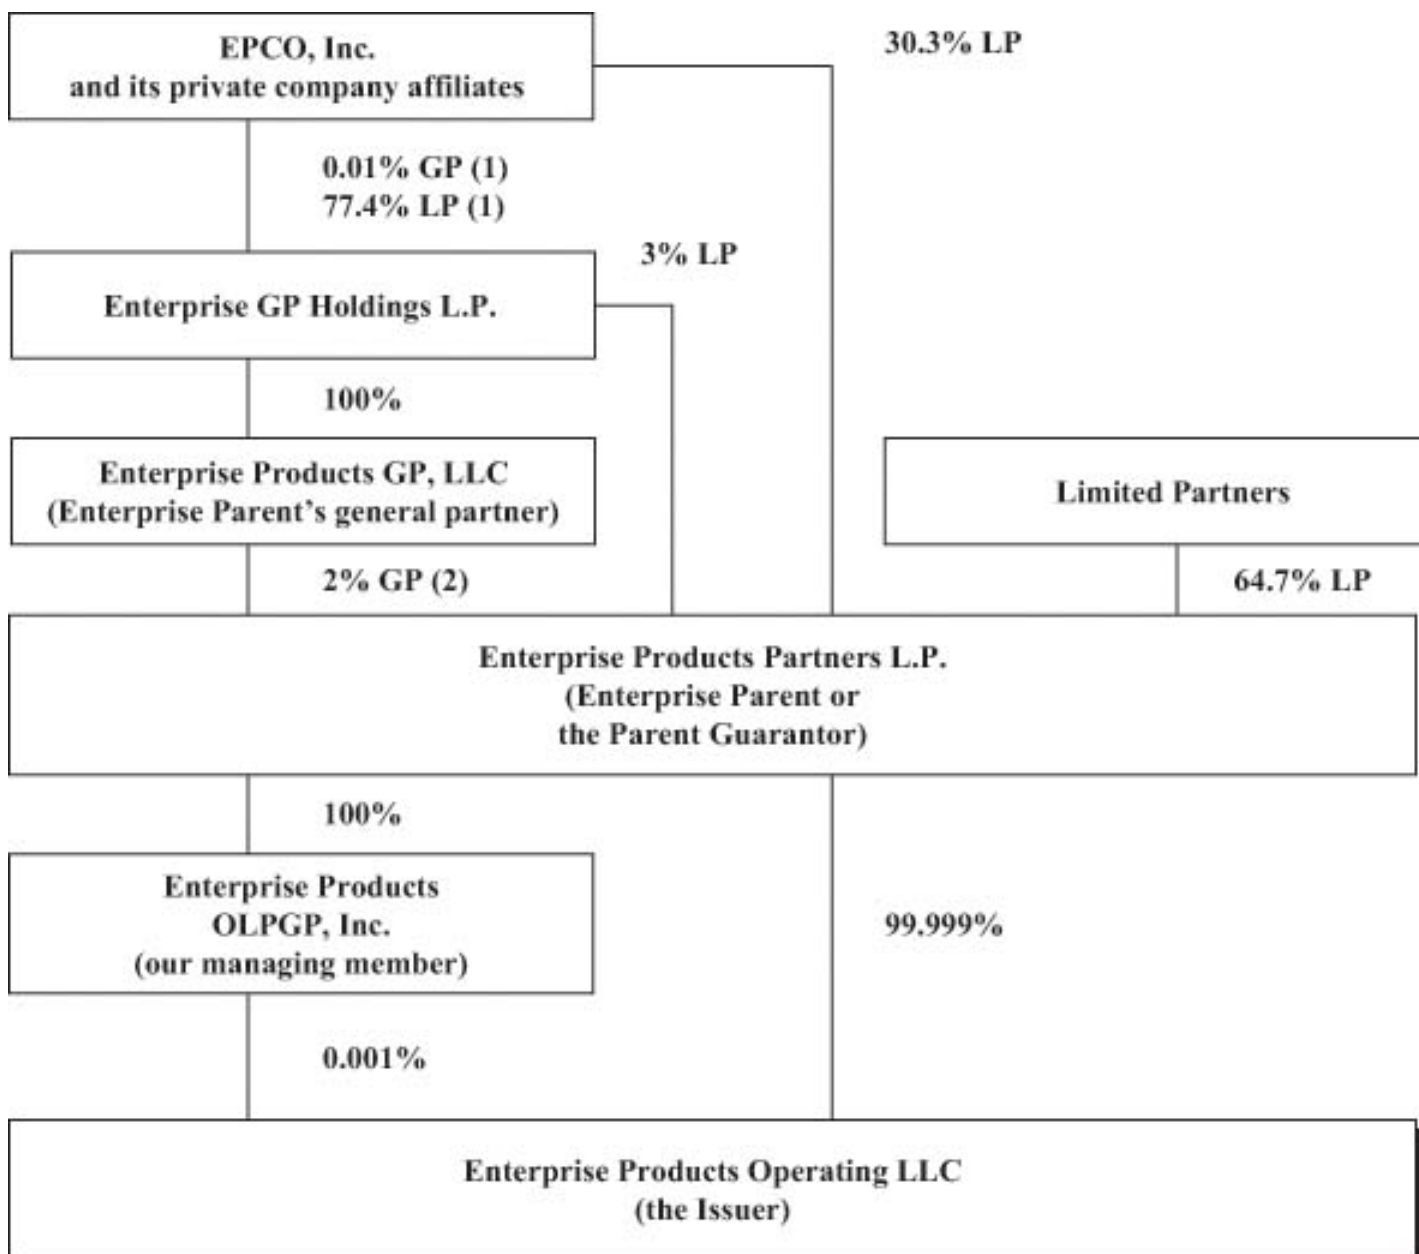 EPCO, Inc.
and its private company affiliates
30.3% LP
0.01% GP (1)
77.4% LP (1)
3% LP
Enterprise GP Holdings L.P.
100%
Enterprise Products GP, LLC
(Enterprise Parent’s general partner)
Limited Partners
2% GP (2)
64.7% LP
Enterprise Products Partners L.P.
(Enterprise Parent or
the Parent Guarantor)
100%
Enterprise Products
OLPGP, Inc.
(our managing member)
99.999%
0.001%
Enterprise Products Operating LLC
(the Issuer)